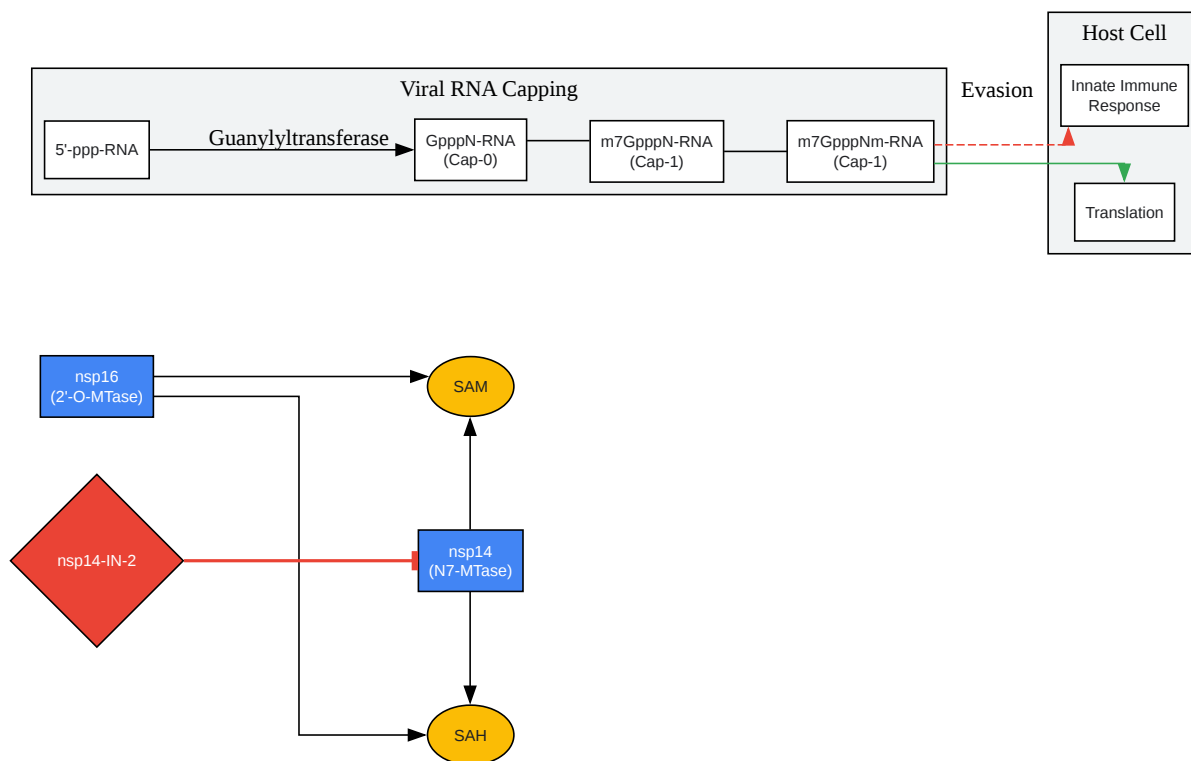 Host Cell
Viral RNA Capping
Evasion
Innate Immune
Response
Guanylyltransferase
5'-ppp-RNA
GpppN-RNA
(Cap-0)
m7GpppN-RNA
(Cap-1)
m7GpppNm-RNA
(Cap-1)
Translation
nsp16
(2'-O-MTase)
SAM
nsp14-IN-2
nsp14
(N7-MTase)
SAH